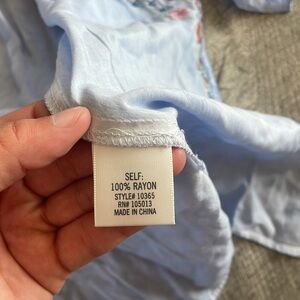 SELF:
100% RAYON
STYLE# 10365
RN# 105013
MADE IN CHINA